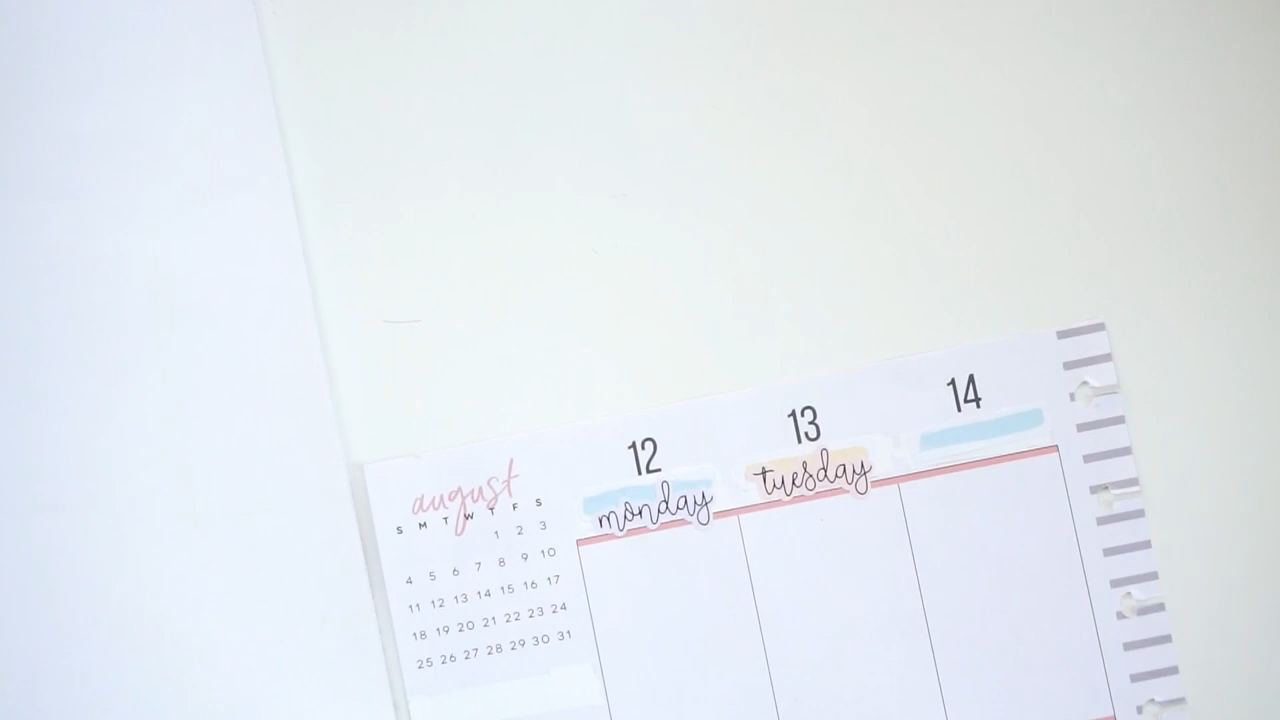 12 13 14
monday tuesday
august
S M T W T F S
1 2 3
4 5 6 7 8 9 10
11 12 13 14 15 16 17
18 19 20 21 22 23 24
25 26 27 28 29 30 31